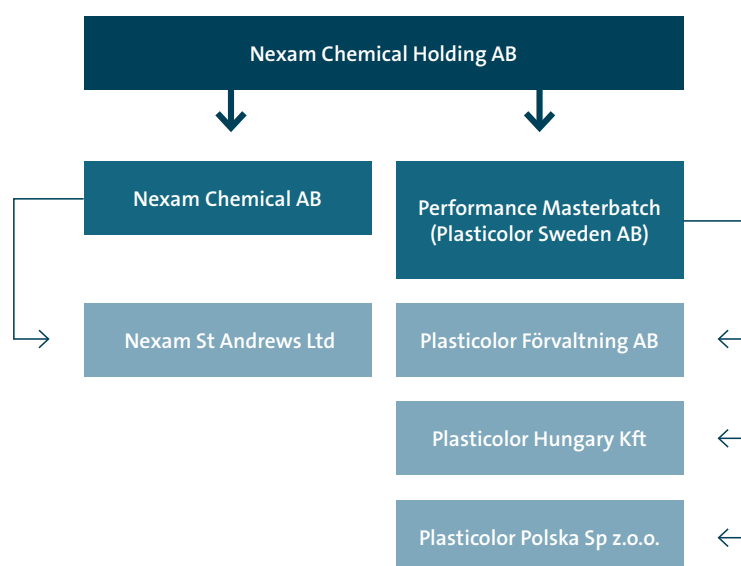 Nexam Chemical Holding AB
Nexam Chemical AB
Performance Masterbatch
(Plasticolor Sweden AB)
Nexam St Andrews Ltd
Plasticolor Förvaltning AB
Plasticolor Hungary Kft
Plasticolor Polska Sp z.o.o.